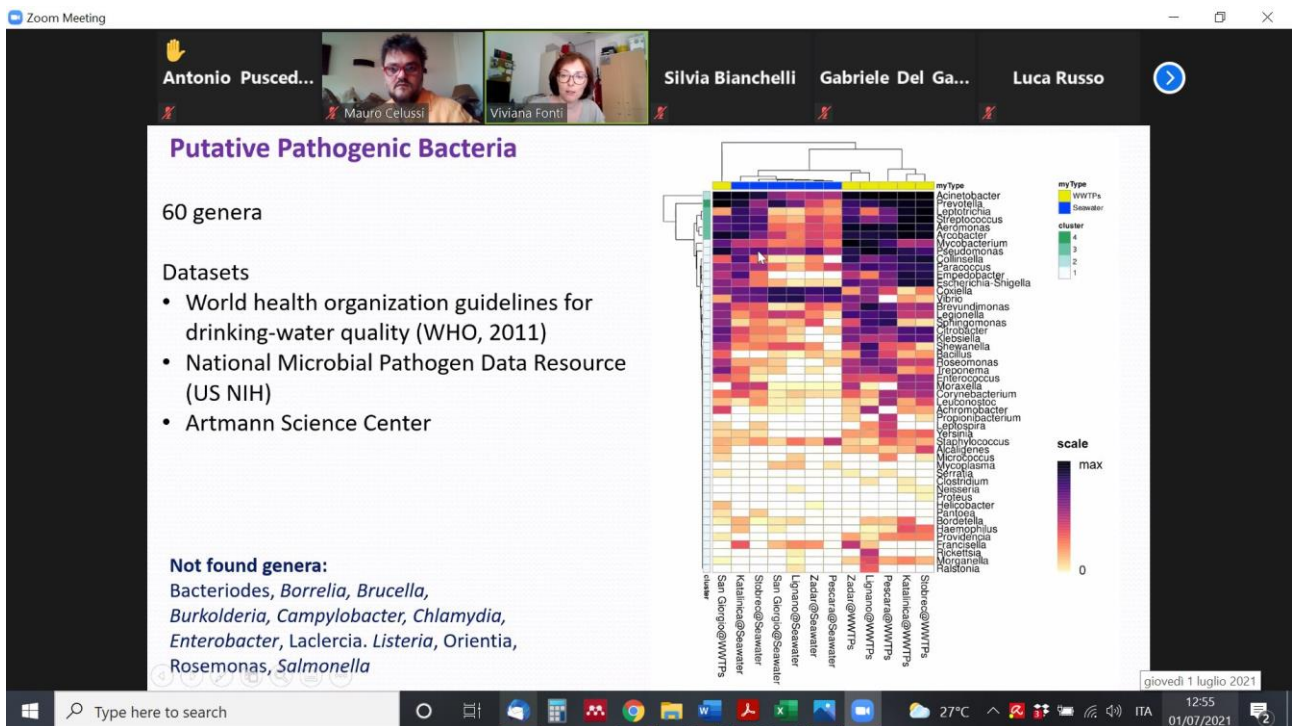 Zoom Meeting
Antonio Pusced...
Mauro Celussi
Viviana Fonti
Silvia Bianchelli
Gabriele Del Ga...
Luca Russo
Putative Pathogenic Bacteria
60 genera
Datasets
• World health organization guidelines for
drinking-water quality (WHO, 2011)
• National Microbial Pathogen Data Resource
(US NIH)
• Artmann Science Center
Not found genera:
Bacteriodes, Borrelia, Brucella,
Burkolderia, Campylobacter, Chlamydia,
Enterobacter, Laclercia. Listeria, Orientia,
Rosemonas, Salmonella
myType
Acinetobacter
Prevotella
Leptotrichia
Streptococcus
Aeromonas
Arcobacter
Mycobacterium
Pseudomonas
Collinsella
Paracoccus
Empedobacter
Escherichia-Shigella
Coxiella
Vibrio
Brevundimonas
Legionella
Sphingomonas
Citrobacter
Klebsiella
Shewanella
Bacillus
Roseomonas
Treponema
Enterococcus
Moraxella
Corynebacterium
Leuconostoc
Achromobacter
Propionibacterium
Leptospira
Yersinia
Staphylococcus
Alcaligenes
Micrococcus
Mycoplasma
Serratia
Clostridium
Neisseria
Proteus
Helicobacter
Pantoea
Bordetella
Haemophilus
Providencia
Francisella
Rickettsia
Morganella
Ralstonia
cluster
San Giorgio@WWTPs
Katalinica@Seawater
Stobrec@Seawater
San Giorgio@Seawater
Lignano@Seawater
Zadar@Seawater
Pescara@Seawater
Zadar@WWTPs
Lignano@WWTPs
Pescara@WWTPs
Katalinica@WWTPs
Stobrec@WWTPs
myType
WWTPs
Seawater
cluster
4
3
2
1
scale
max
0
giovedì 1 luglio 2021
Type here to search
27°C
ITA
12:55
01/07/2021
2